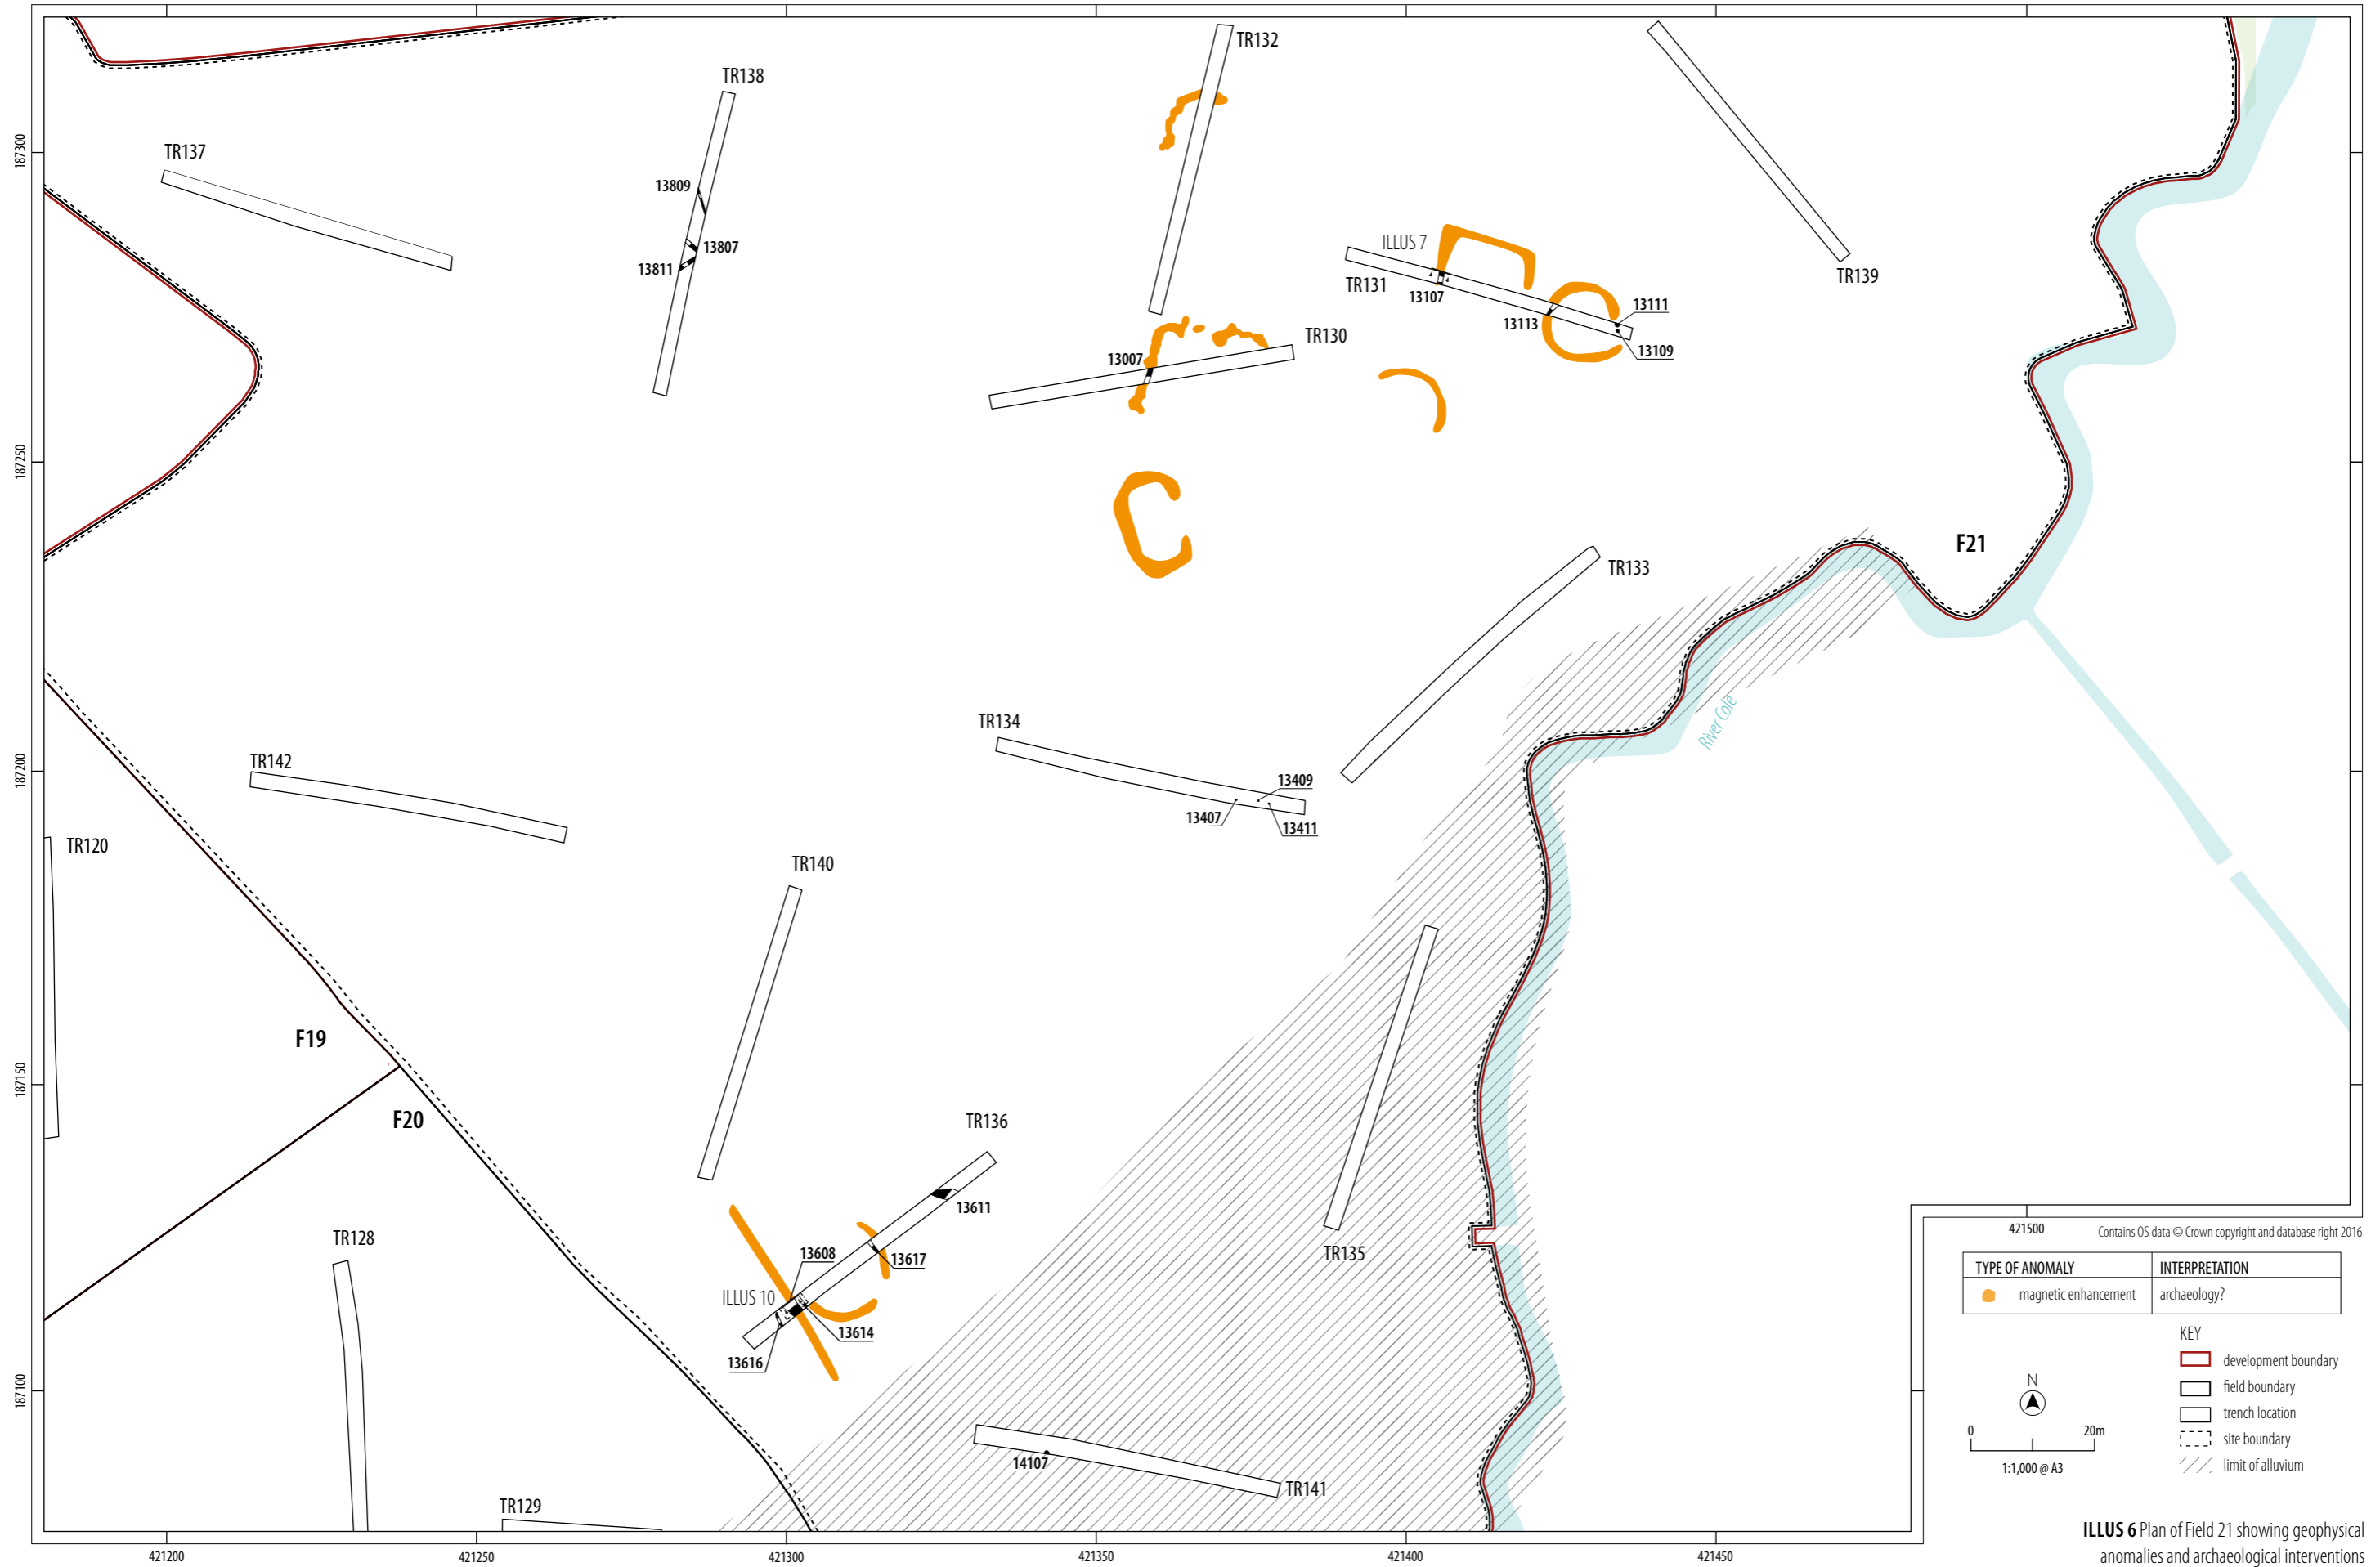 TR132
TR138
187300
TR137
13809
ILLUS 7
13807
13811
TR131
TR139
13107
13111
13113
TR130
13109
13007
187250
F21
TR133
River Cole
TR134
TR142
187200
13409
13407
13411
TR120
TR140
F19
187150
F20
TR136
13611
421500
Contains OS data © Crown copyright and database right 2016
TR128
13608
13617
TR135
TYPE OF ANOMALY INTERPRETATION
magnetic enhancement archaeology?
ILLUS 10
13614
13616
KEY
development boundary
N
field boundary
187100
trench location
0 20m
site boundary
14107
1:1,000 @ A3
limit of alluvium
TR141
TR129
ILLUS 6 Plan of Field 21 showing geophysical
anomalies and archaeological interventions
421200 421250 421300 421350 421400 421450